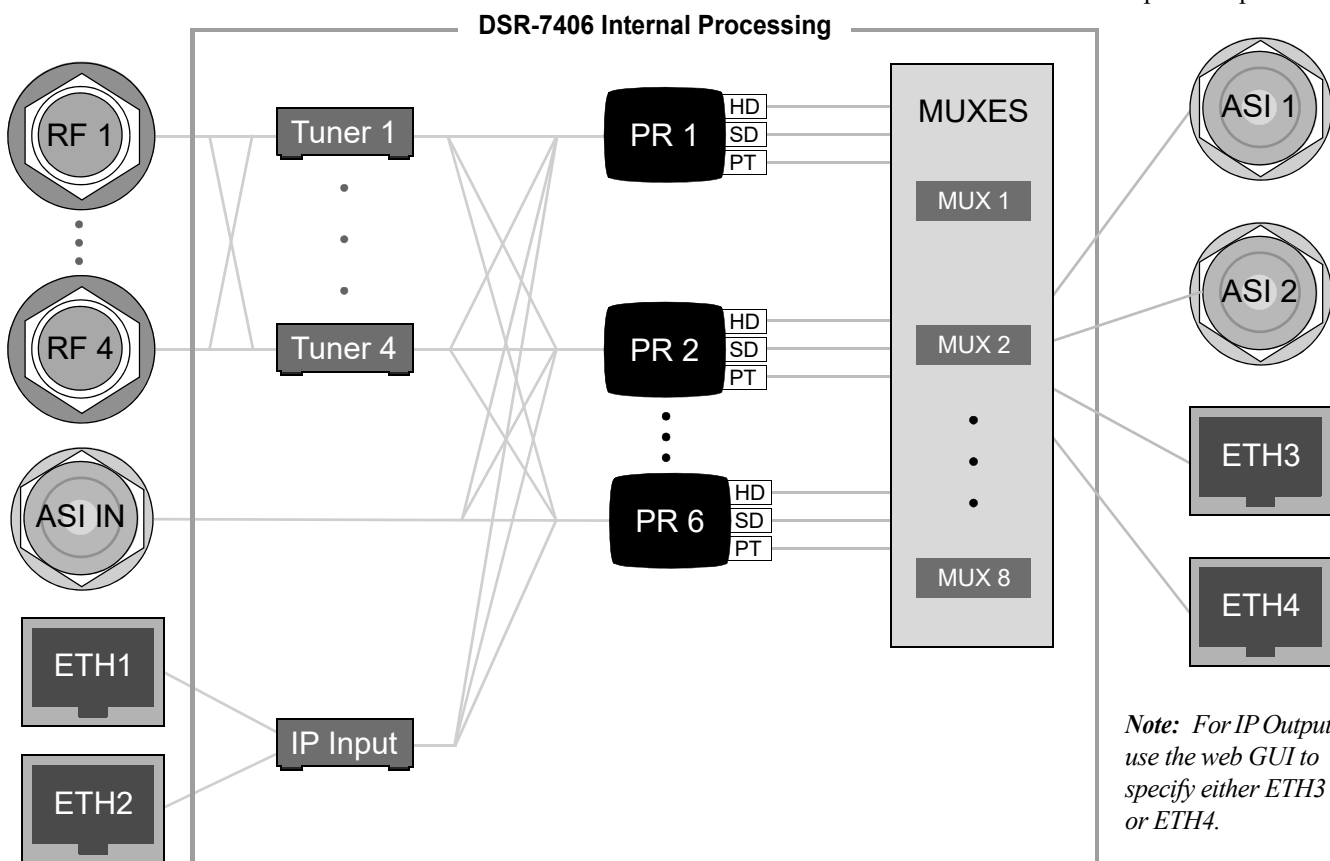 DSR-7406 Internal Processing
RF 1
RF 4
ASI IN
ETH1
ETH2
Tuner 1
Tuner 4
IP Input
PR 1
HD
SD
PT
PR 2
HD
SD
PT
PR 6
HD
SD
PT
MUXES
MUX 1
MUX 2
MUX 8
ASI 1
ASI 2
ETH3
ETH4
Note: For IP Output
use the web GUI to
specify either ETH3
or ETH4.